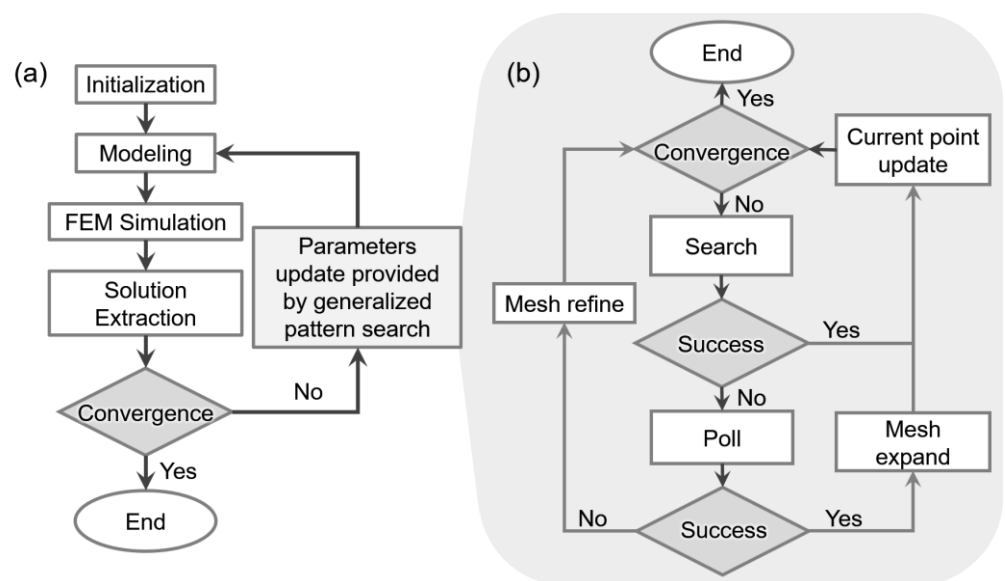 (a)
Initialization
Modeling
FEM Simulation
Solution
Extraction
Convergence
No
Yes
End
Parameters
update provided
by generalized
pattern search
(b)
End
Yes
Convergence
Current point
update
No
Search
Mesh refine
Success
Yes
No
Poll
Mesh
expand
No
Success
Yes